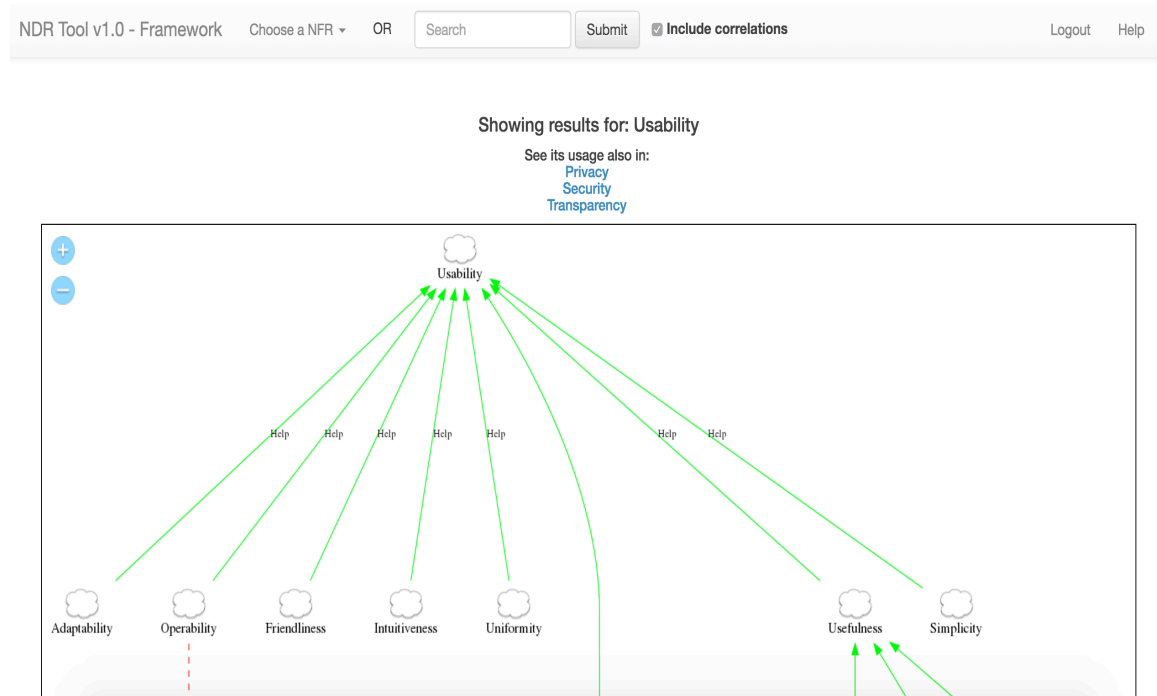 NDR Tool v1.0 - Framework Choose a NFR OR Search Submit Include correlations Logout Help
Showing results for: Usability
See its usage also in:
Privacy
Security
Transparency
Usability
Help Help Help Help Help Help Help
Adaptability Operability Friendliness Intuitiveness Uniformity Usefulness Simplicity